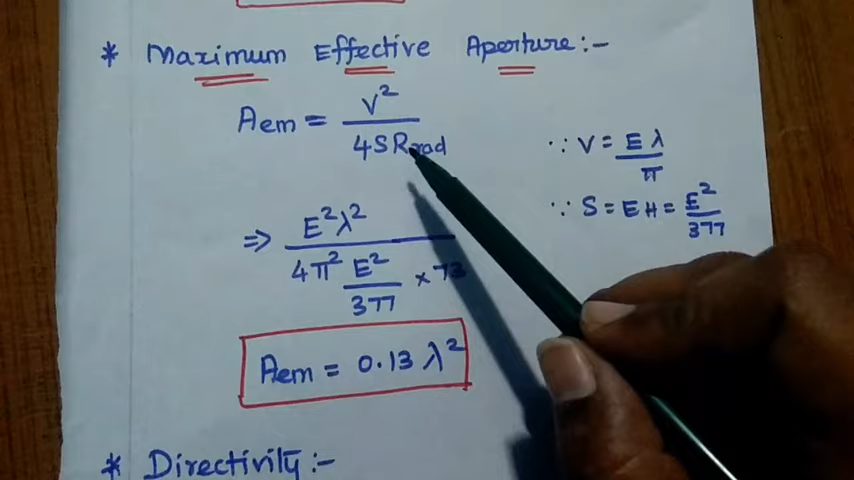 * Maximum Effective Aperture :-
Aem = V² / 4SRrad
∵ V = Eλ / π
∵ S = EH = E² / 377
⇒ E²λ² / 4π² E²/377 × 73
Aem = 0.13 λ²
* Directivity :-